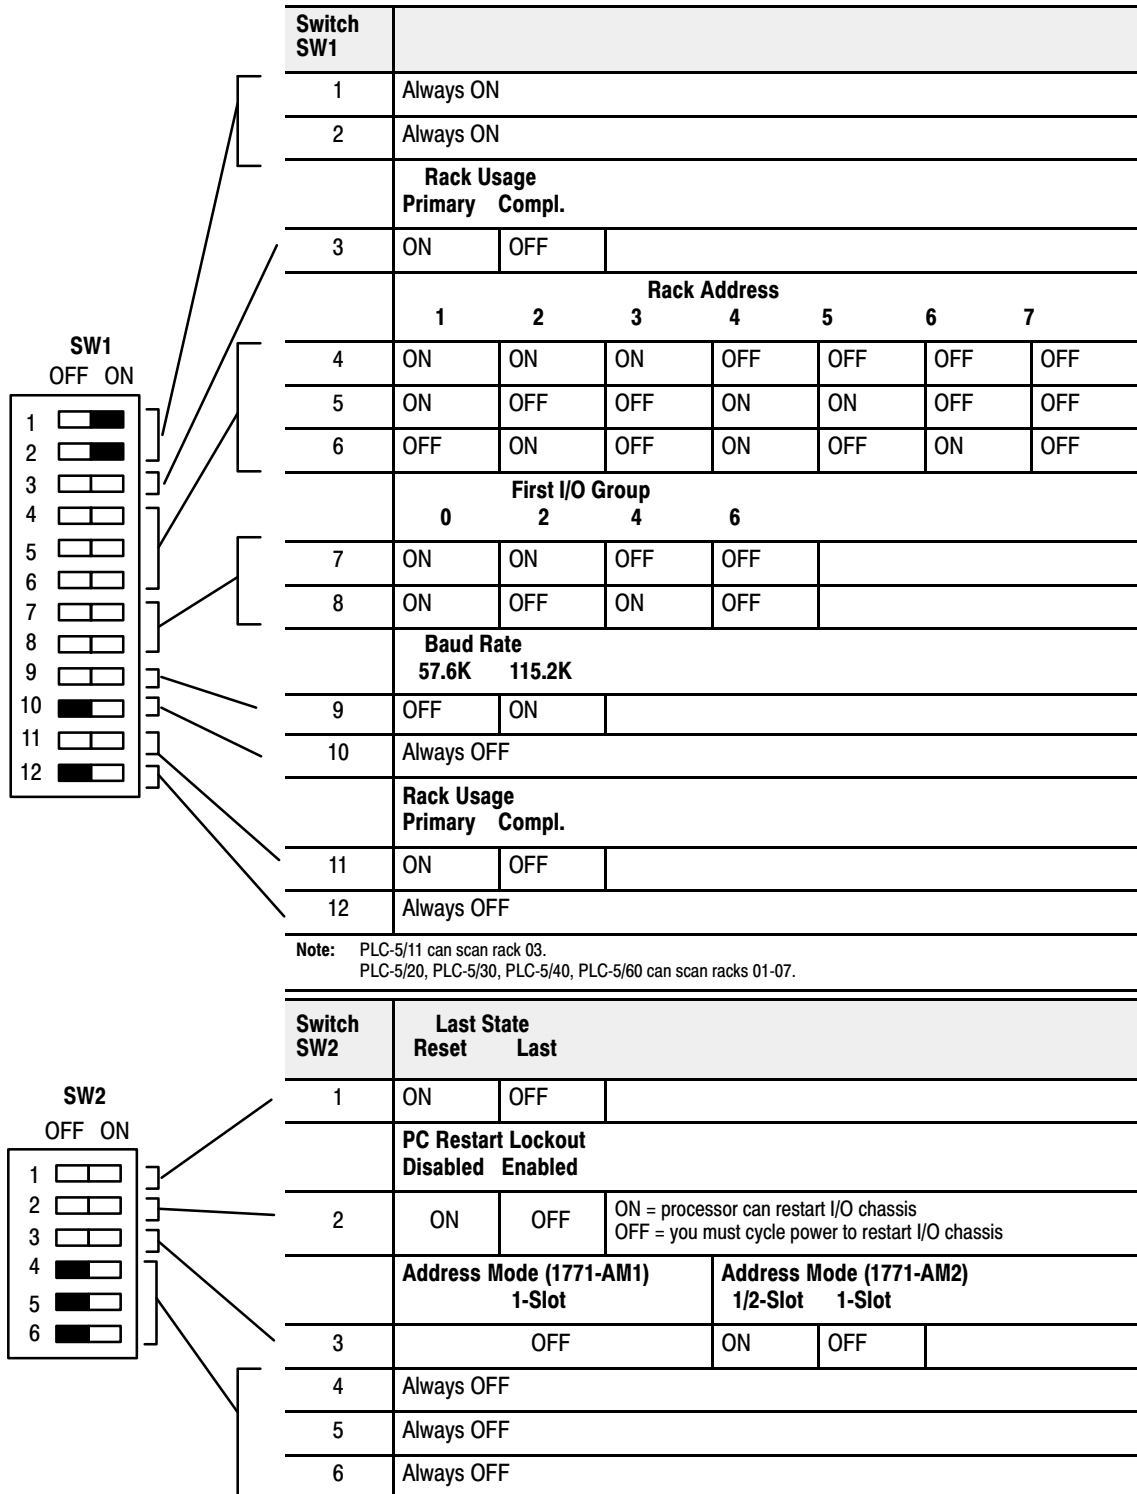 Switch
SW1
1 Always ON
2 Always ON
Rack Usage
Primary Compl.
3 ON OFF
Rack Address
1 2 3 4 5 6 7
4 ON ON ON OFF OFF OFF OFF
5 ON OFF OFF ON ON OFF OFF
6 OFF ON OFF ON OFF ON OFF
First I/O Group
0 2 4 6
7 ON ON OFF OFF
8 ON OFF ON OFF
Baud Rate
57.6K 115.2K
9 OFF ON
10 Always OFF
Rack Usage
Primary Compl.
11 ON OFF
12 Always OFF
Note: PLC-5/11 can scan rack 03.
PLC-5/20, PLC-5/30, PLC-5/40, PLC-5/60 can scan racks 01-07.
SW1
OFF ON
1
2
3
4
5
6
7
8
9
10
11
12
Switch
SW2
Last State
Reset Last
1 ON OFF
PC Restart Lockout
Disabled Enabled
2 ON OFF
ON = processor can restart I/O chassis
OFF = you must cycle power to restart I/O chassis
Address Mode (1771-AM1)
1-Slot
Address Mode (1771-AM2)
1/2-Slot 1-Slot
3 OFF ON OFF
4 Always OFF
5 Always OFF
6 Always OFF
SW2
OFF ON
1
2
3
4
5
6